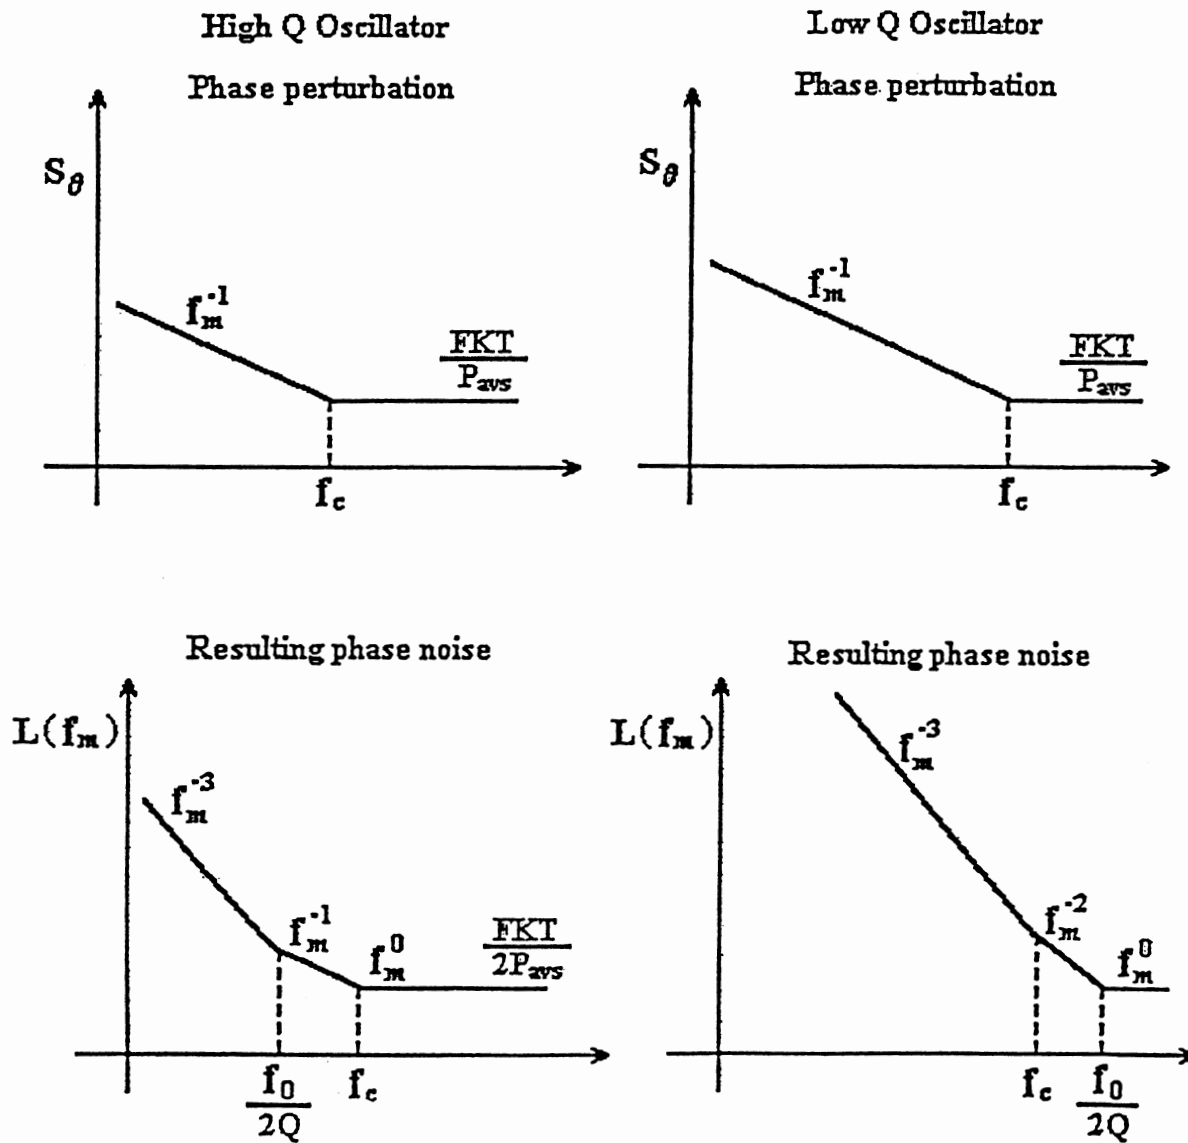 High Q Oscillator
Phase perturbation
S_θ
f_m^-1
FKT
P_avs
f_c
Low Q Oscillator
Phase perturbation
S_θ
f_m^-1
FKT
P_avs
f_c
Resulting phase noise
L(f_m)
f_m^-3
f_m^-1
f_m^0
FKT
2P_avs
f_0
2Q
f_c
Resulting phase noise
L(f_m)
f_m^-3
f_m^-2
f_m^0
f_c
f_0
2Q